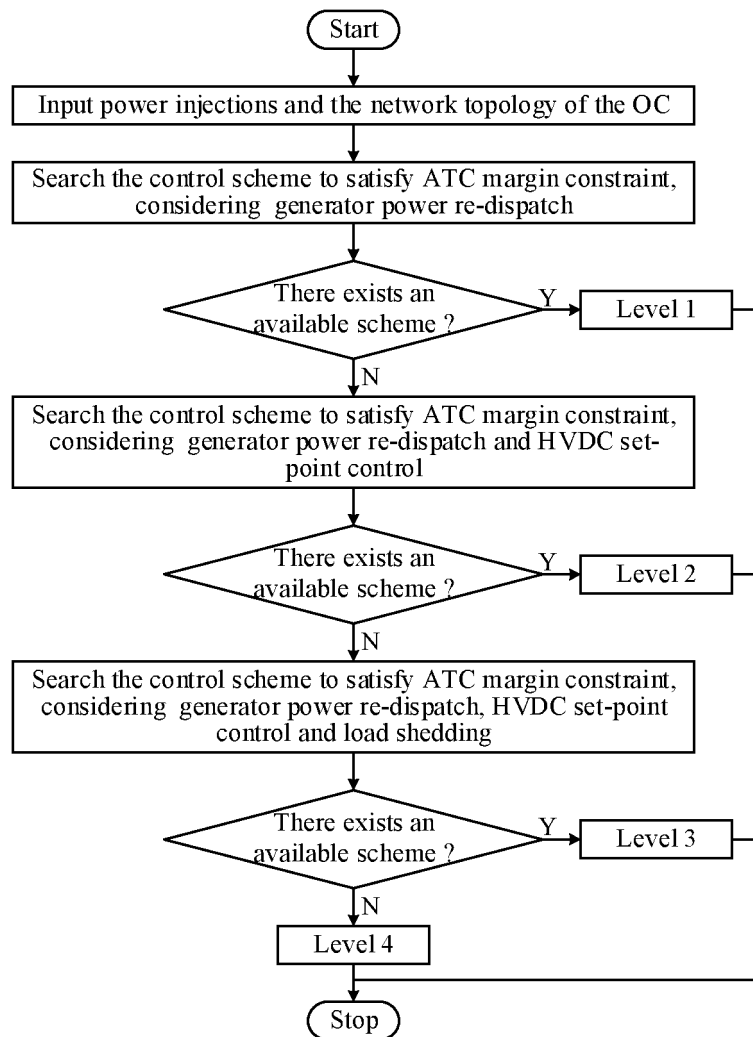 Start
Input power injections and the network topology of the OC
Search the control scheme to satisfy ATC margin constraint,
considering generator power re-dispatch
There exists an
available scheme ?
Y
Level 1
N
Search the control scheme to satisfy ATC margin constraint,
considering generator power re-dispatch and HVDC set-
point control
There exists an
available scheme ?
Y
Level 2
N
Search the control scheme to satisfy ATC margin constraint,
considering generator power re-dispatch, HVDC set-point
control and load shedding
There exists an
available scheme ?
Y
Level 3
N
Level 4
Stop